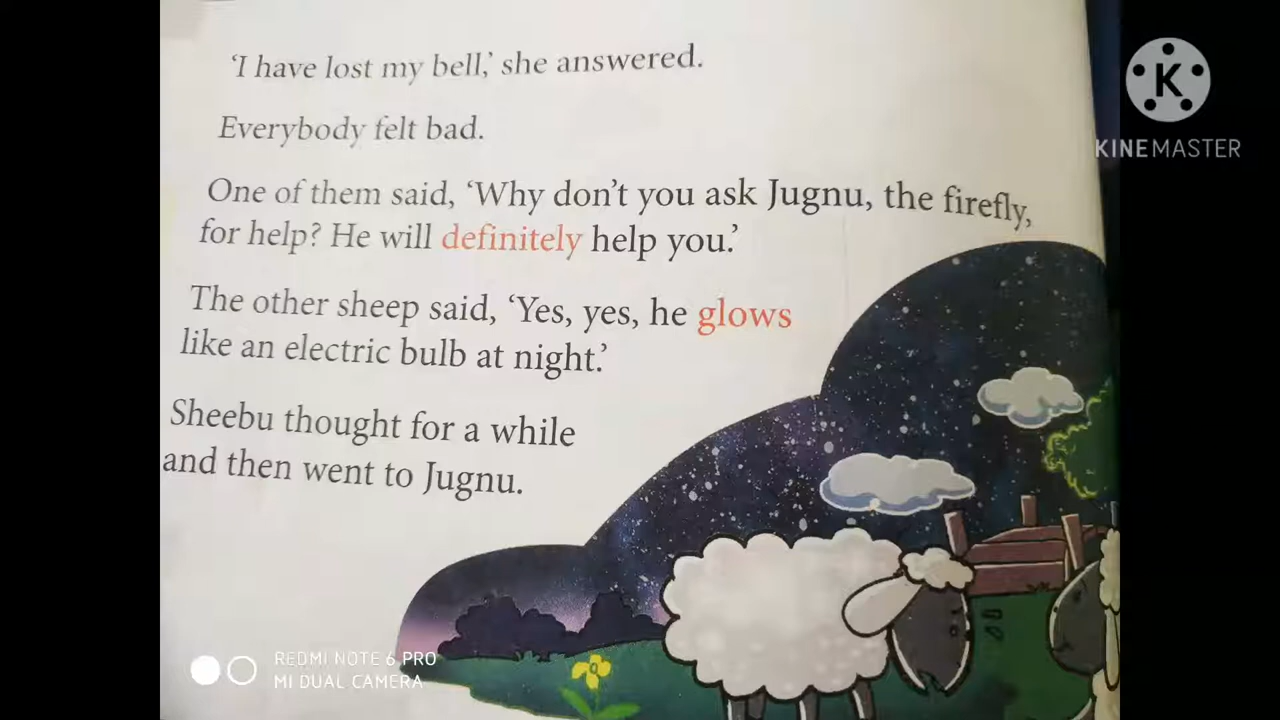 'I have lost my bell,' she answered.
Everybody felt bad.
One of them said, 'Why don't you ask Jugnu, the firefly,
for help? He will definitely help you.'
The other sheep said, 'Yes, yes, he glows
like an electric bulb at night.'
Sheebu thought for a while
and then went to Jugnu.
K
KINEMASTER
REDMI NOTE 6 PRO
MI DUAL CAMERA